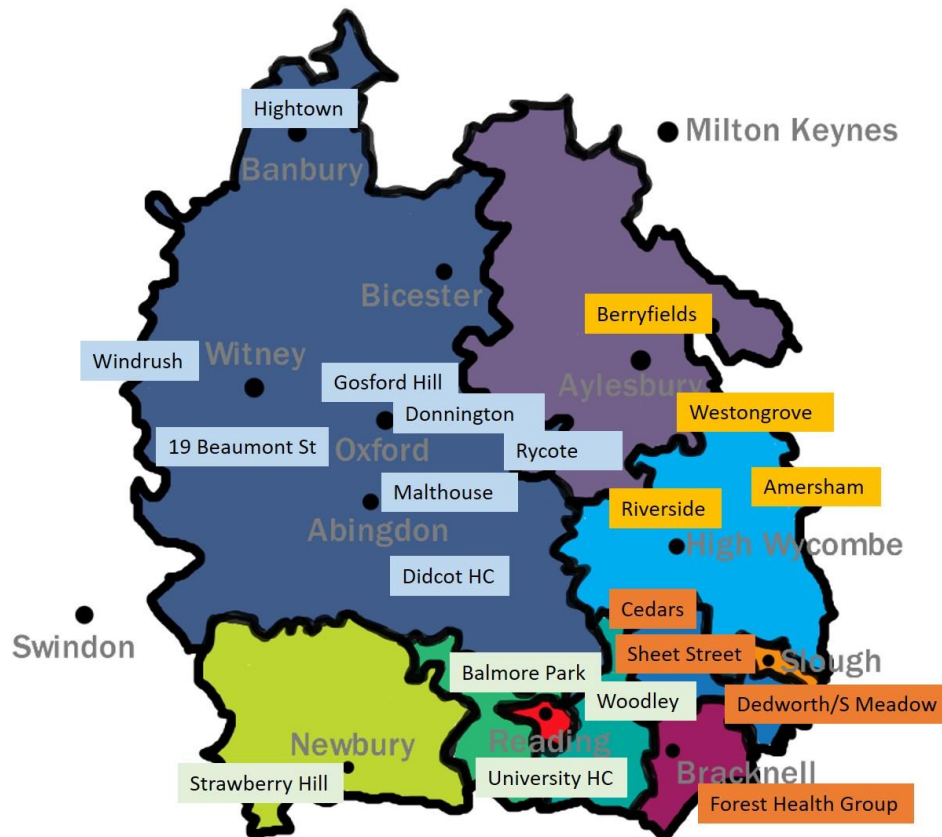 Hightown
Milton Keynes
Banbury
Bicester
Berryfields
Windrush
Witney
Gosford Hill
Aylesbury
Donnington
Westongrove
19 Beaumont St
Oxford
Rycote
Malthouse
Amersham
Riverside
Abingdon
High Wycombe
Didcot HC
Cedars
Swindon
Sheet Street
Slough
Balmore Park
Woodley
Dedworth/S Meadow
Newbury
Reading
Bracknell
Strawberry Hill
University HC
Forest Health Group